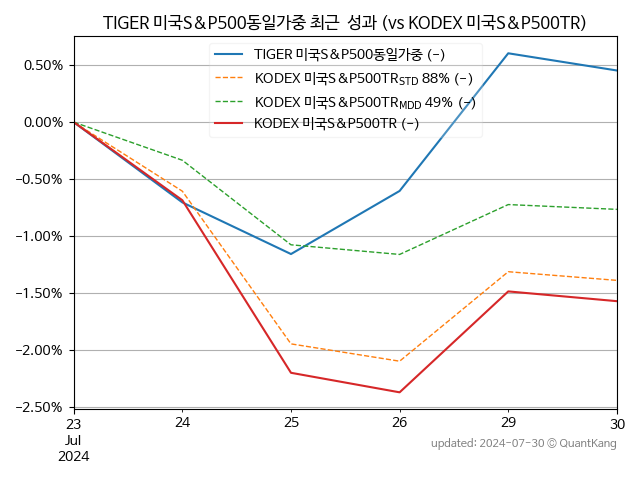 TIGER 미국S&P500동일가중 최근 성과 (vs KODEX 미국S&P500TR)
TIGER 미국S&P500동일가중 (-)
KODEX 미국S&P500TR_STD 88% (-)
KODEX 미국S&P500TR_MDD 49% (-)
KODEX 미국S&P500TR (-)
0.50%
0.00%
−0.50%
−1.00%
−1.50%
−2.00%
−2.50%
23 24 25 26 29 30
Jul
2024
updated: 2024-07-30 © QuantKang